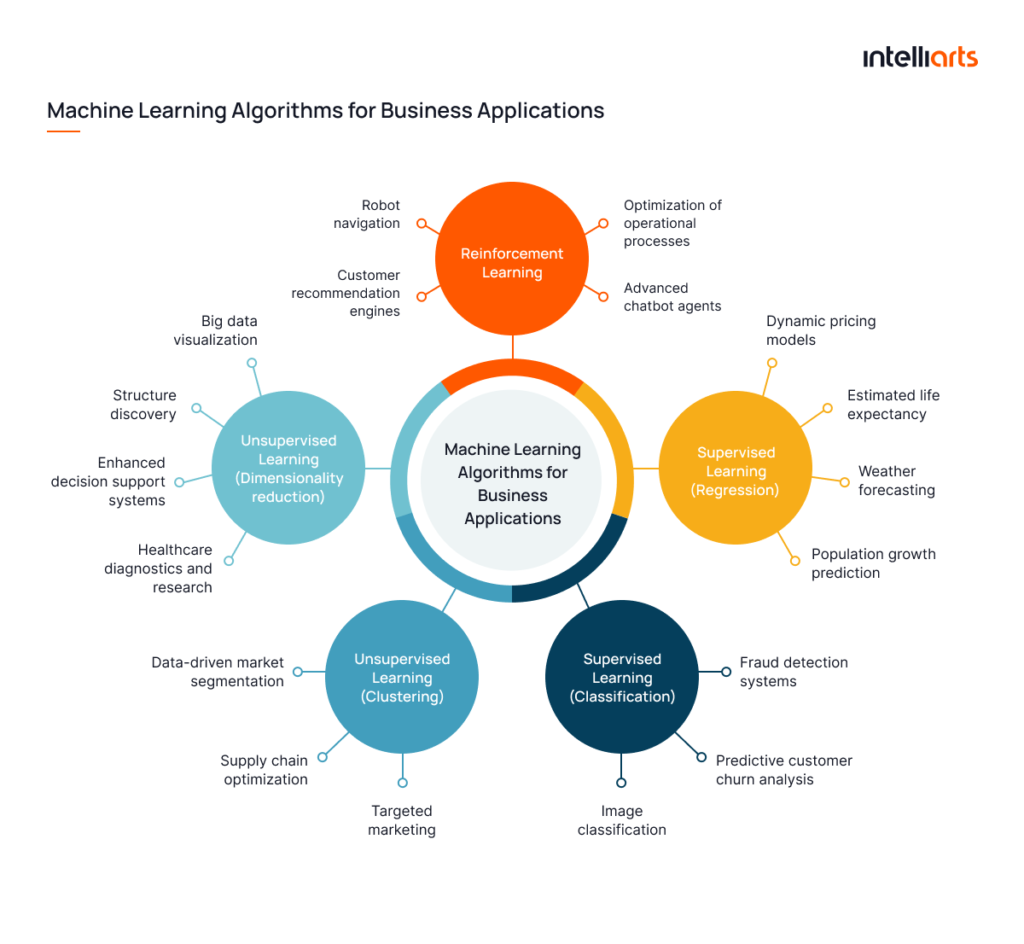 intelliarts
Machine Learning Algorithms for Business Applications
Robot
navigation
Customer
recommendation
engines
Reinforcement
Learning
Optimization of
operational
processes
Advanced
chatbot agents
Big data
visualization
Structure
discovery
Enhanced
decision support
systems
Healthcare
diagnostics and
research
Unsupervised
Learning
(Dimensionality
reduction)
Machine Learning
Algorithms for
Business
Applications
Supervised
Learning
(Regression)
Dynamic pricing
models
Estimated life
expectancy
Weather
forecasting
Population growth
prediction
Data-driven market
segmentation
Supply chain
optimization
Targeted
marketing
Unsupervised
Learning
(Clustering)
Supervised
Learning
(Classification)
Fraud detection
systems
Predictive customer
churn analysis
Image
classification